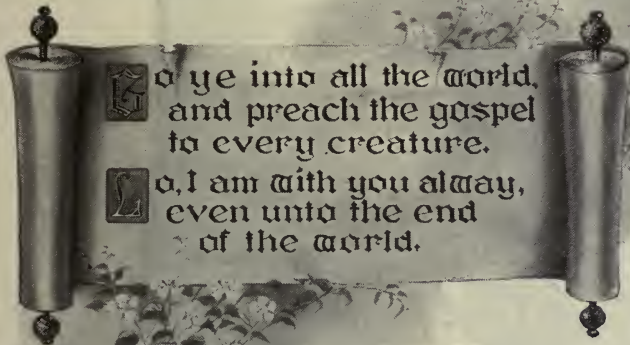 Go ye into all the world,
and preach the gospel
to every creature.
Lo, I am with you alway,
even unto the end
of the world.